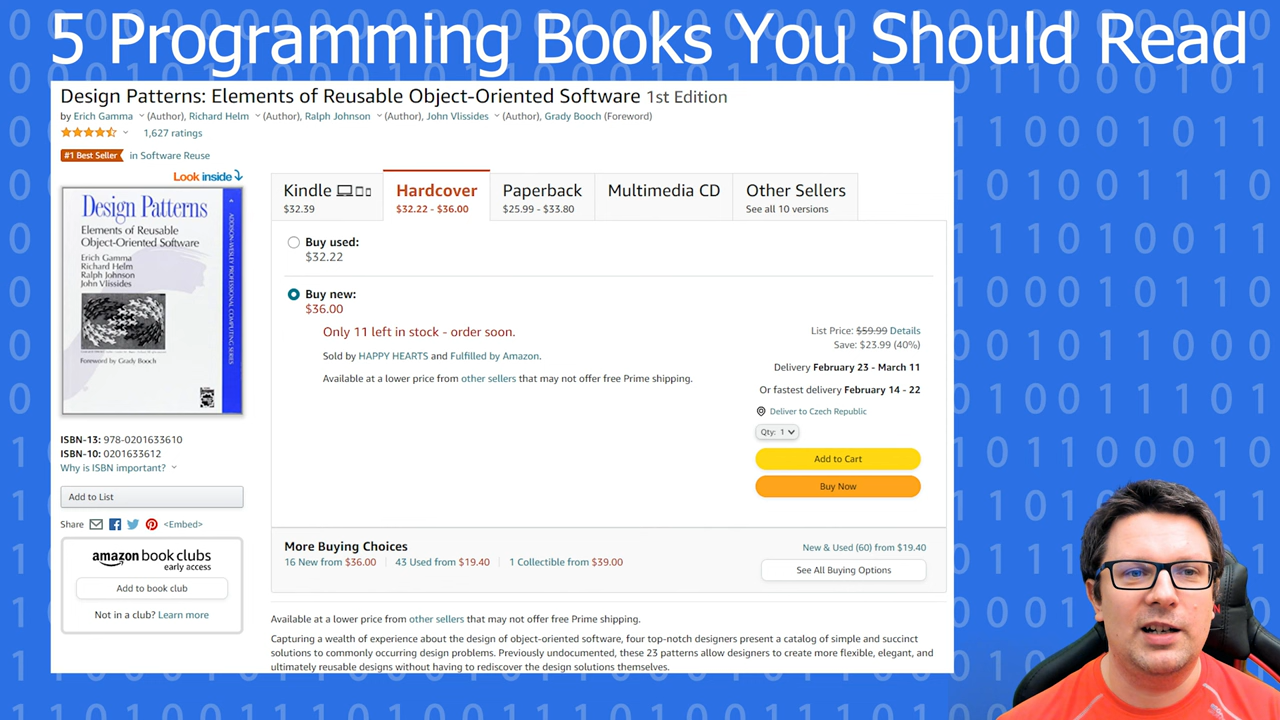 5 Programming Books You Should Read
Design Patterns: Elements of Reusable Object-Oriented Software 1st Edition
by Erich Gamma (Author), Richard Helm (Author), Ralph Johnson (Author), John Vlissides (Author), Grady Booch (Foreword)
1,627 ratings
#1 Best Seller in Software Reuse
Look inside
Design Patterns
Elements of Reusable
Object-Oriented Software
Erich Gamma
Richard Helm
Ralph Johnson
John Vlissides
Foreword by Grady Booch
ADDISON-WESLEY PROFESSIONAL COMPUTING SERIES
ISBN-13: 978-0201633610
ISBN-10: 0201633612
Why is ISBN important?
Add to List
Share <Embed>
amazon book clubs
early access
Add to book club
Not in a club? Learn more
Kindle
$32.39
Hardcover
$32.22 - $36.00
Paperback
$25.99 - $33.80
Multimedia CD
Other Sellers
See all 10 versions
Buy used:
$32.22
Buy new:
$36.00
Only 11 left in stock - order soon.
Sold by HAPPY HEARTS and Fulfilled by Amazon.
Available at a lower price from other sellers that may not offer free Prime shipping.
List Price: $59.99 Details
Save: $23.99 (40%)
Delivery February 23 - March 11
Or fastest delivery February 14 - 22
Deliver to Czech Republic
Qty: 1
Add to Cart
Buy Now
More Buying Choices
16 New from $36.00 43 Used from $19.40 1 Collectible from $39.00
New & Used (60) from $19.40
See All Buying Options
Available at a lower price from other sellers that may not offer free Prime shipping.
Capturing a wealth of experience about the design of object-oriented software, four top-notch designers present a catalog of simple and succinct
solutions to commonly occurring design problems. Previously undocumented, these 23 patterns allow designers to create more flexible, elegant, and
ultimately reusable designs without having to rediscover the design solutions themselves.